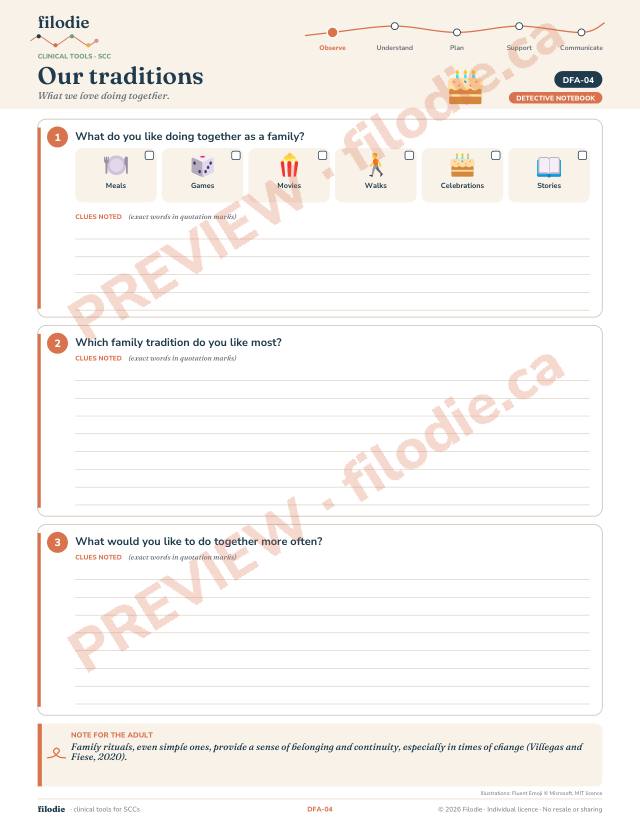 filodie
Observe
Understand
Plan
Support
Communicate
CLINICAL TOOLS · SCC
Our traditions
What we love doing together.
DFA-04
DETECTIVE NOTEBOOK
1
What do you like doing together as a family?
Meals
Games
Movies
Walks
Celebrations
Stories
CLUES NOTED (exact words in quotation marks)
PREVIEW · filodie.ca
2
Which family tradition do you like most?
CLUES NOTED (exact words in quotation marks)
3
What would you like to do together more often?
CLUES NOTED (exact words in quotation marks)
PREVIEW · filodie.ca
NOTE FOR THE ADULT
Family rituals, even simple ones, provide a sense of belonging and continuity, especially in times of change (Villegas and
Fiese, 2020).
Illustrations: Fluent Emoji © Microsoft, MIT licence
filodie · clinical tools for SCCs
DFA-04
© 2026 Filodie · Individual licence · No resale or sharing